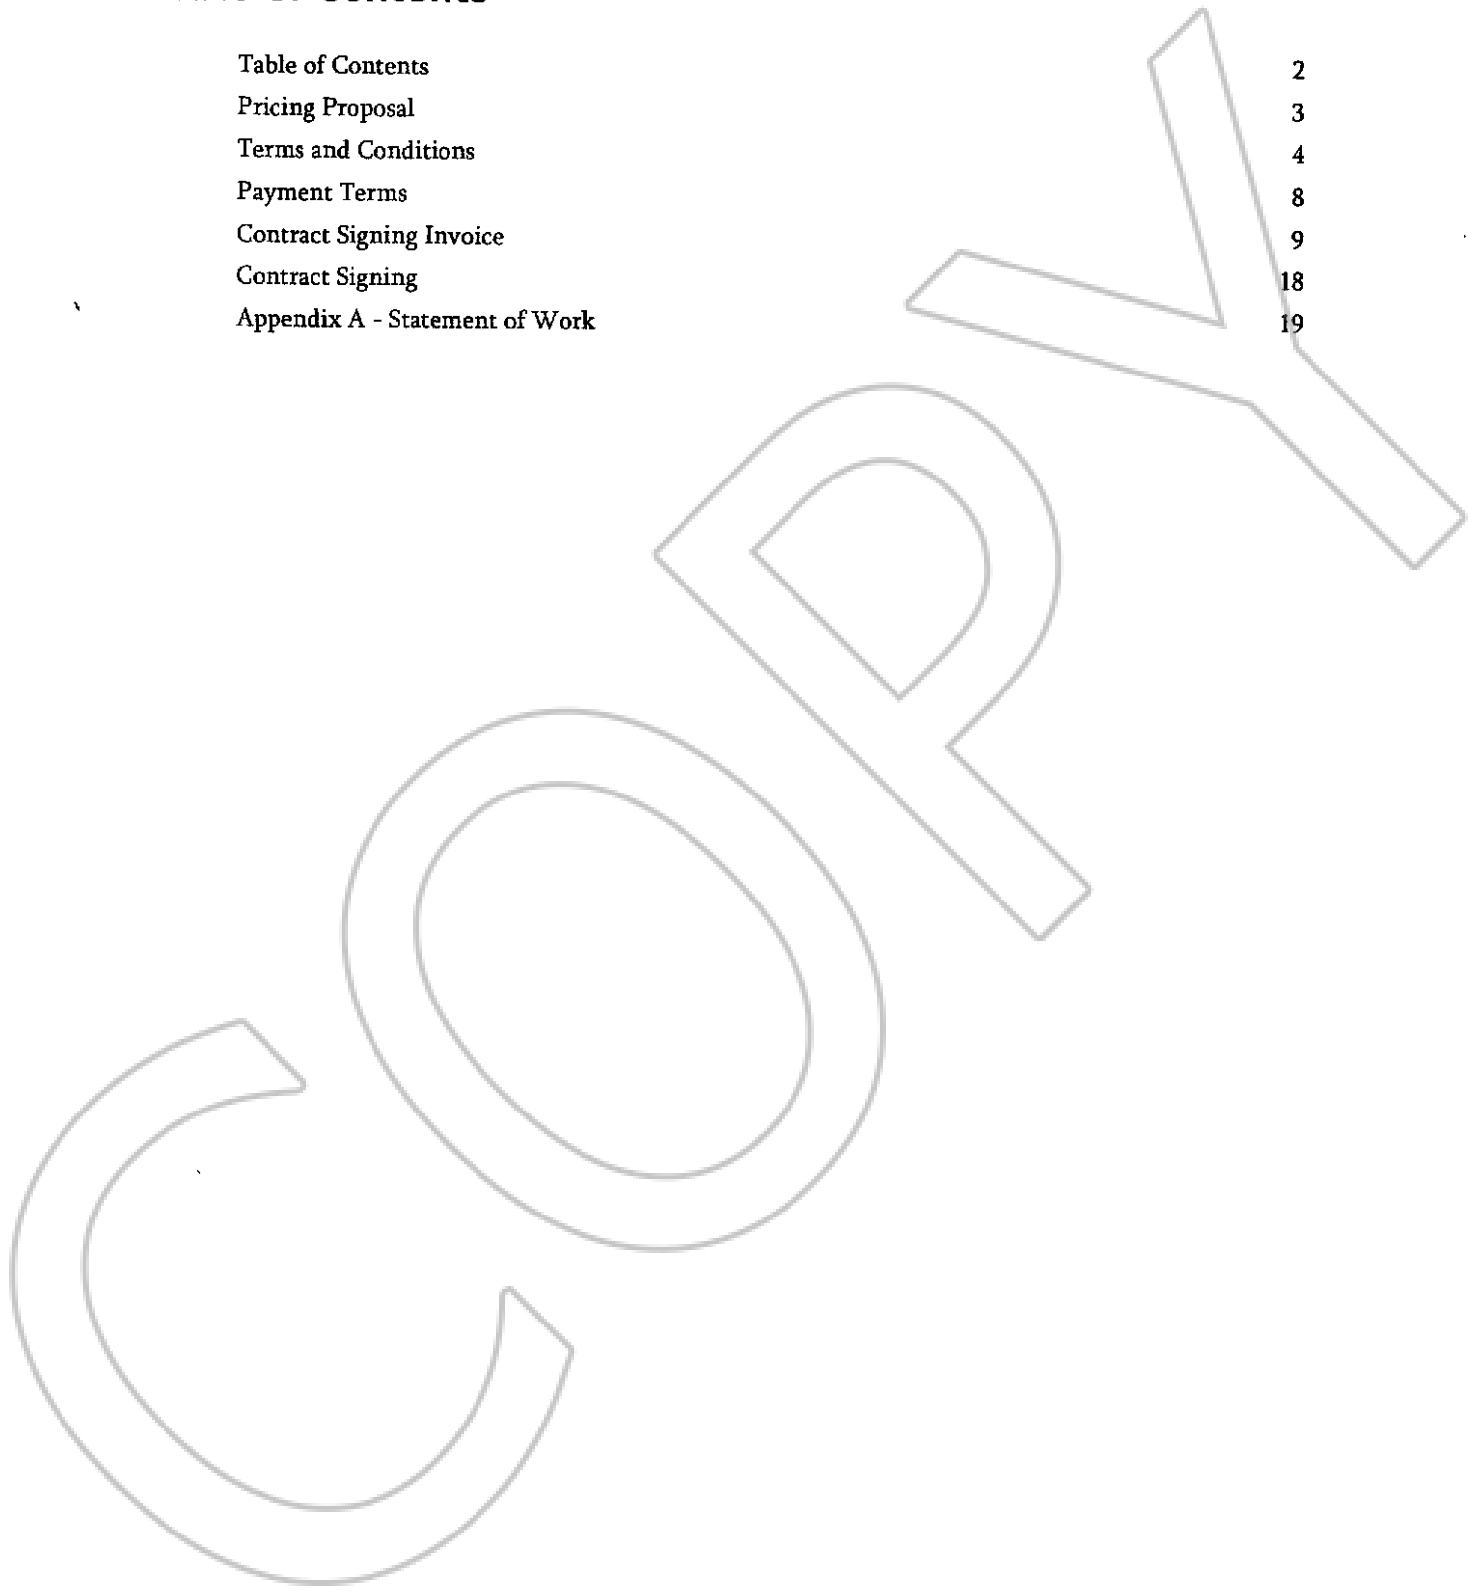 Table of Contents 2
Pricing Proposal 3
Terms and Conditions 4
Payment Terms 8
Contract Signing Invoice 9
Contract Signing 18
Appendix A - Statement of Work 19
COPY